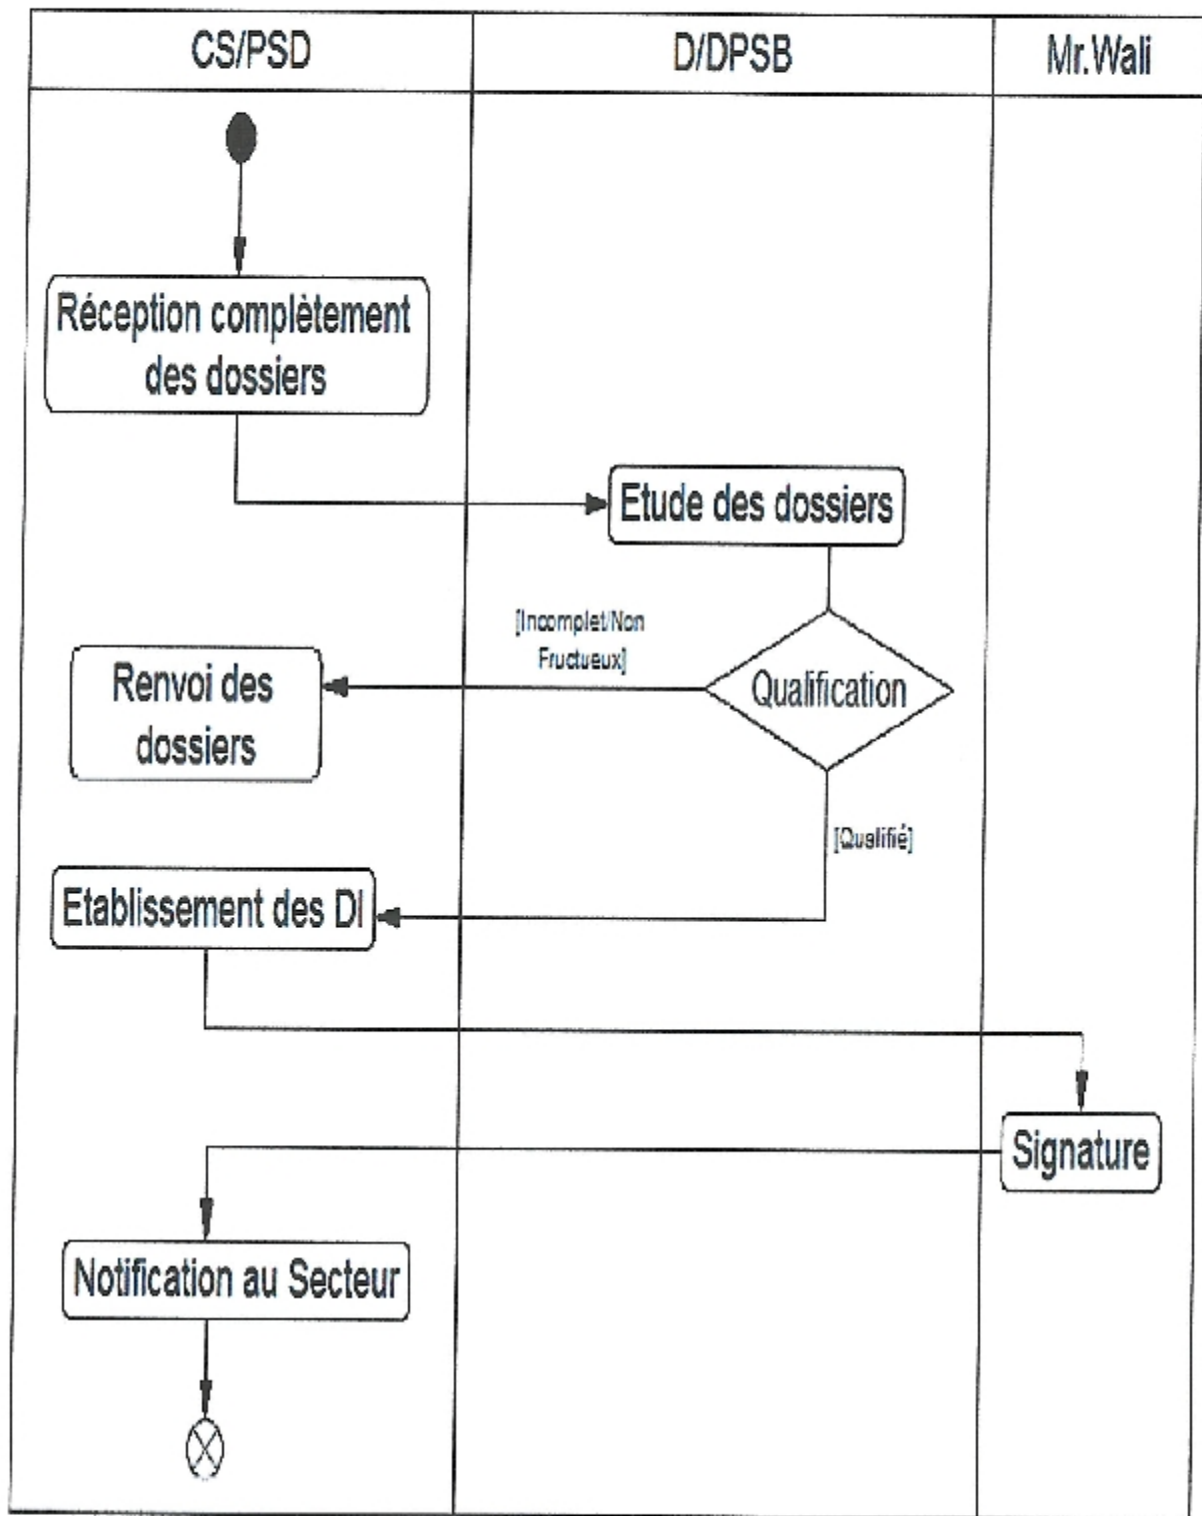 CS/PSD
D/DPSB
Mr.Wali
Réception complètement
des dossiers
Etude des dossiers
[Incomplet/Non
Fructueux]
Renvoi des
dossiers
Qualification
[Qualifié]
Etablissement des DI
Signature
Notification au Secteur